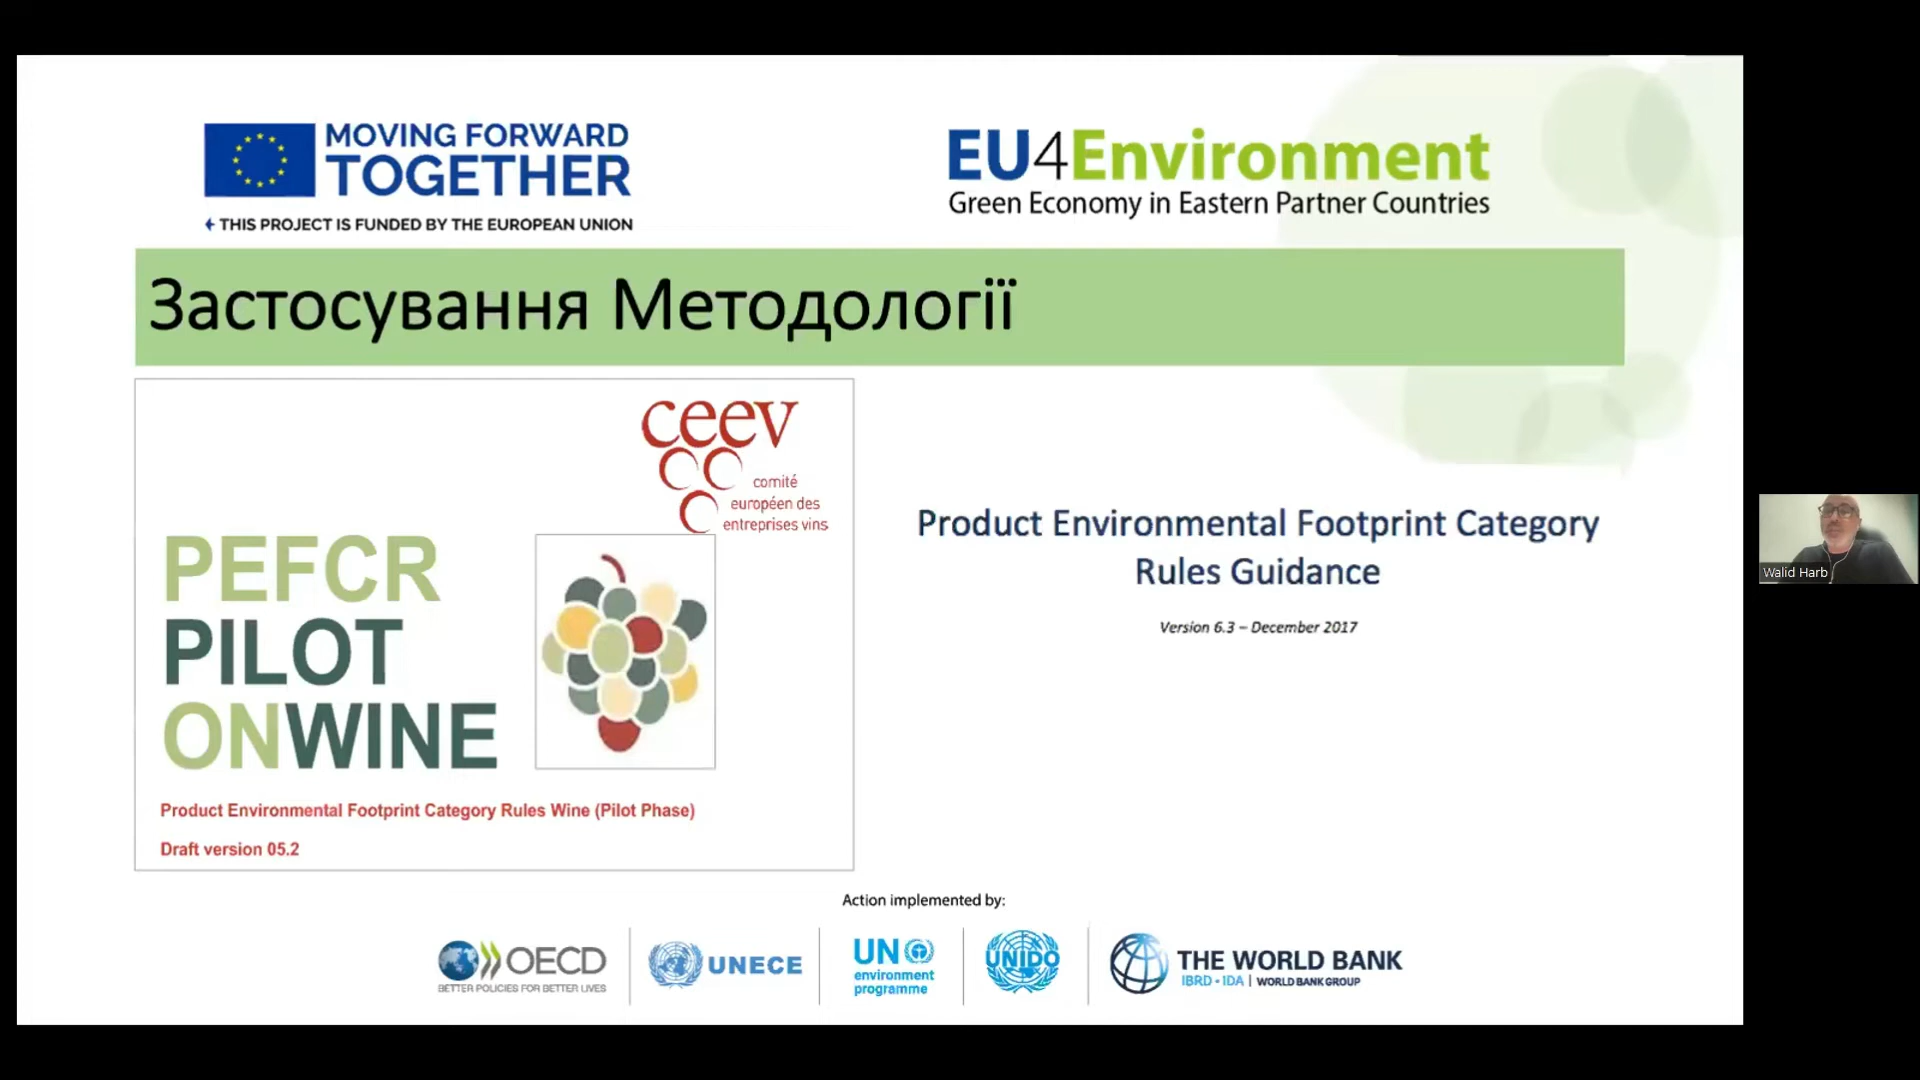 MOVING FORWARD
TOGETHER
THIS PROJECT IS FUNDED BY THE EUROPEAN UNION
EU4Environment
Green Economy in Eastern Partner Countries
Застосування Методології
ceev
comité
européen des
entreprises vins
PEFCR
PILOT
ONWINE
Product Environmental Footprint Category Rules Wine (Pilot Phase)
Draft version 05.2
Product Environmental Footprint Category
Rules Guidance
Version 6.3 – December 2017
Walid Harb
Action implemented by:
OECD
BETTER POLICIES FOR BETTER LIVES
UNECE
UN
environment
programme
UNIDO
THE WORLD BANK
IBRD • IDA | WORLD BANK GROUP